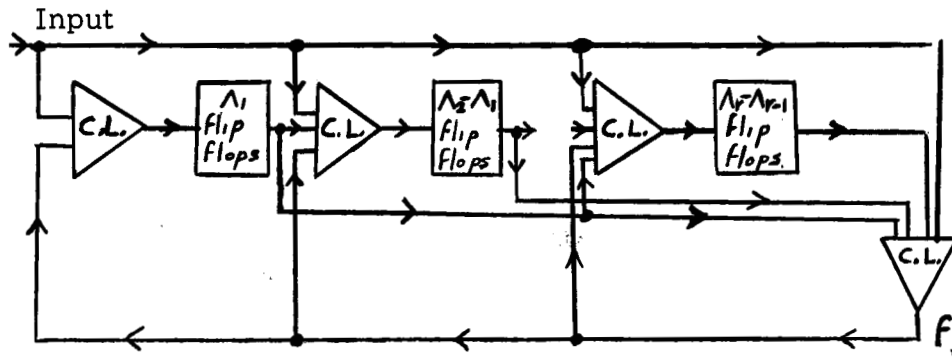 Input
C.L.
Λ1
flip
flops
C.L.
Λ2-Λ1
flip
flops
C.L.
Λr-Λr-1
flip
flops.
C.L.
f